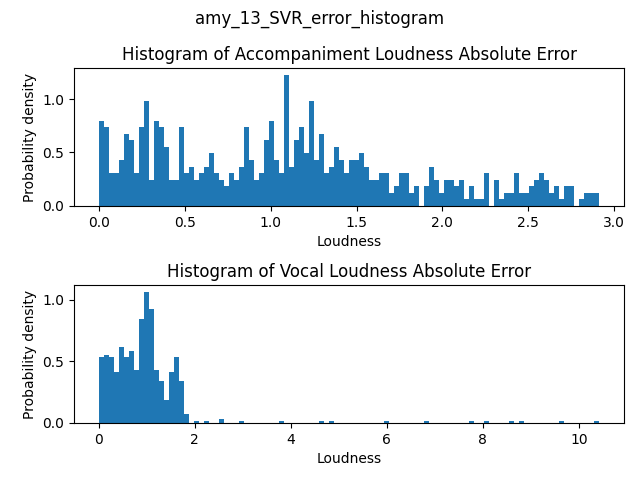 amy_13_SVR_error_histogram
Histogram of Accompaniment Loudness Absolute Error
Probability density
1.0
0.5
0.0
0.0 0.5 1.0 1.5 2.0 2.5 3.0
Loudness
Histogram of Vocal Loudness Absolute Error
Probability density
1.0
0.5
0.0
0 2 4 6 8 10
Loudness